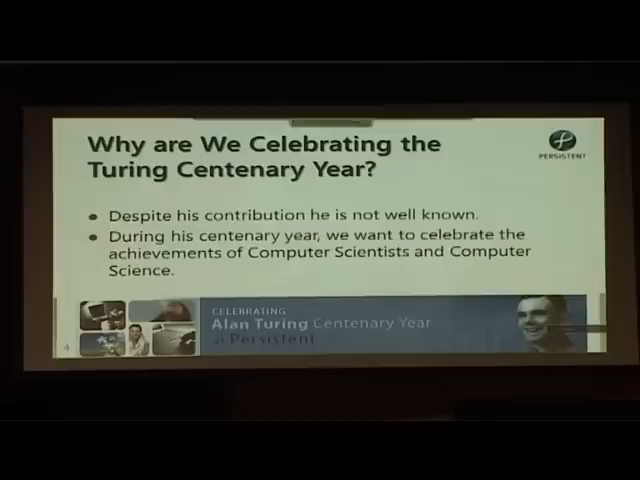 Why are We Celebrating the
Turing Centenary Year?
PERSISTENT
• Despite his contribution he is not well known.
• During his centenary year, we want to celebrate the
achievements of Computer Scientists and Computer
Science.
CELEBRATING
Alan Turing Centenary Year
at Persistent
4